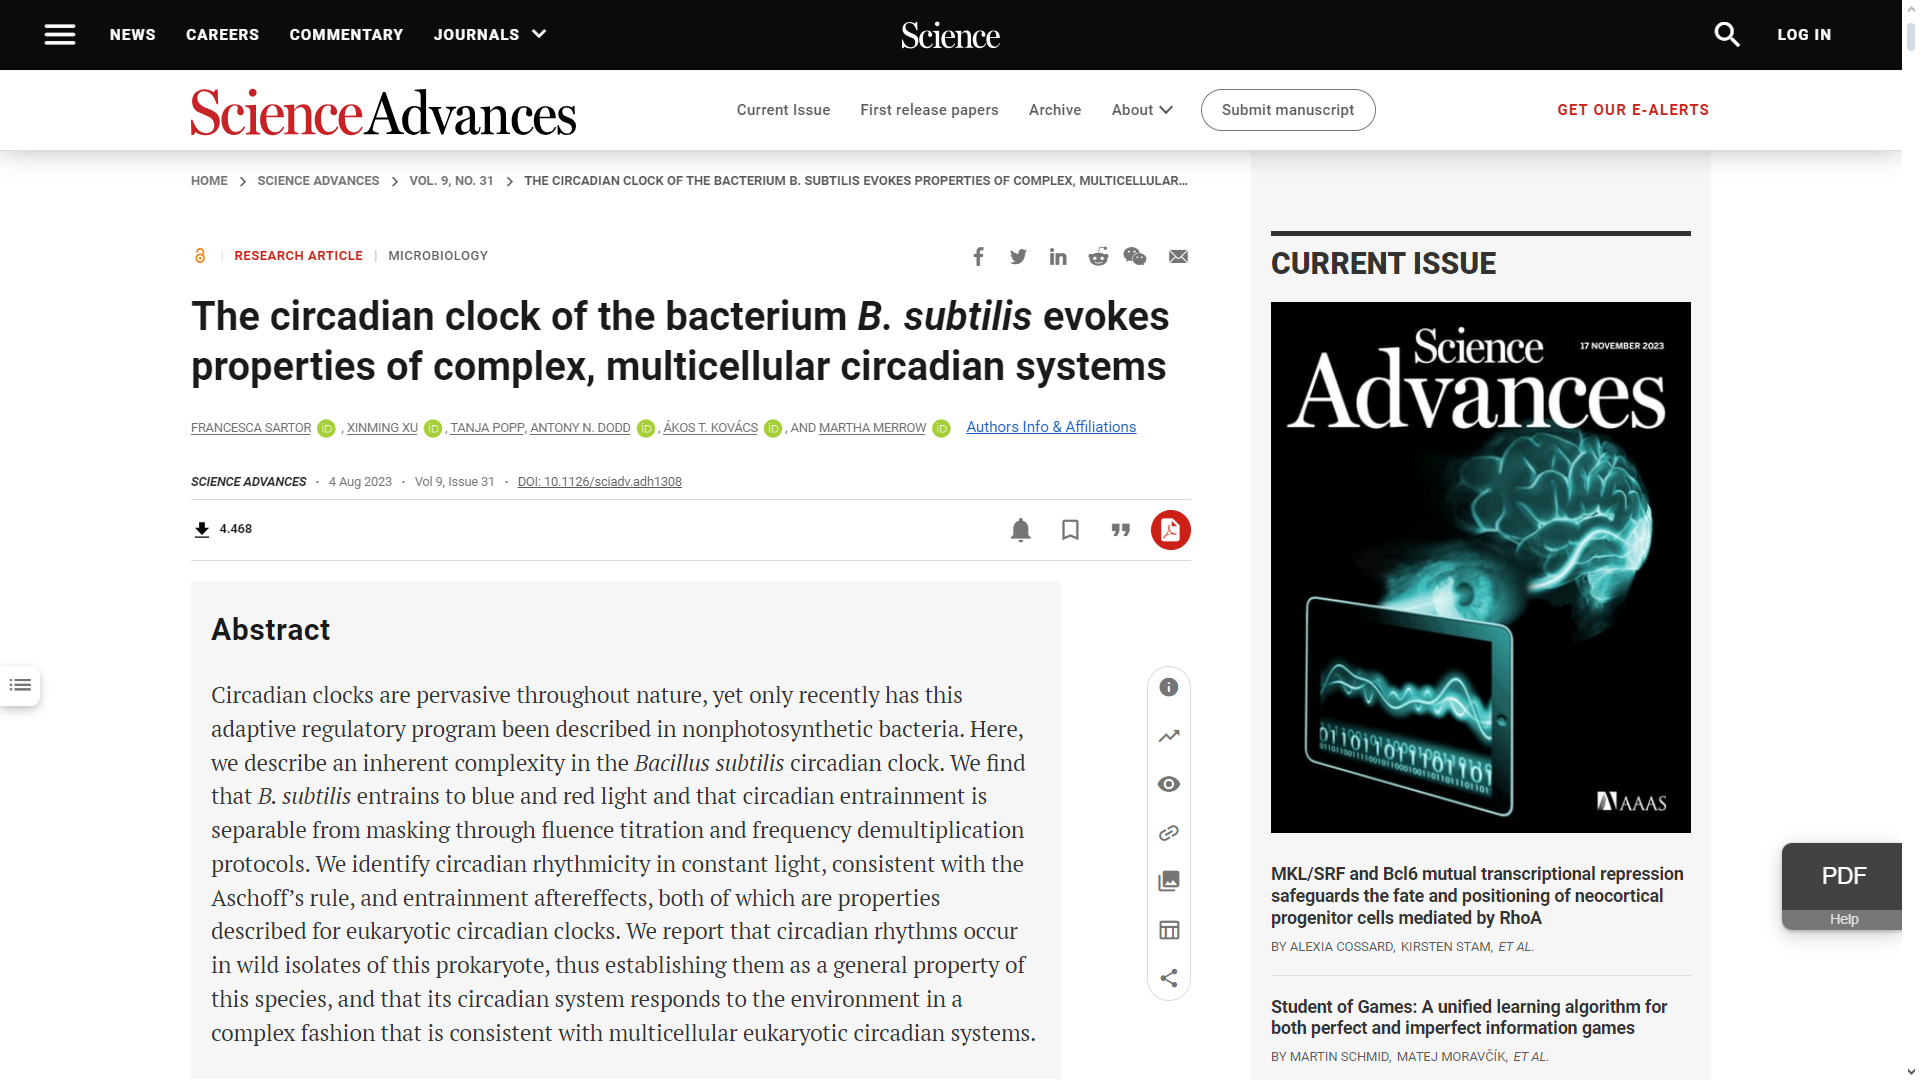 NEWS CAREERS COMMENTARY JOURNALS Science LOG IN
ScienceAdvances Current Issue First release papers Archive About Submit manuscript GET OUR E-ALERTS
HOME SCIENCE ADVANCES VOL. 9, NO. 31 THE CIRCADIAN CLOCK OF THE BACTERIUM B. SUBTILIS EVOKES PROPERTIES OF COMPLEX, MULTICELLULAR...
RESEARCH ARTICLE | MICROBIOLOGY
The circadian clock of the bacterium B. subtilis evokes
properties of complex, multicellular circadian systems
FRANCESCA SARTOR iD, XINMING XU iD, TANJA POPP, ANTONY N. DODD iD, ÁKOS T. KOVÁCS iD, AND MARTHA MERROW iD Authors Info & Affiliations
SCIENCE ADVANCES · 4 Aug 2023 · Vol 9, Issue 31 · DOI: 10.1126/sciadv.adh1308
4.468
Abstract
Circadian clocks are pervasive throughout nature, yet only recently has this
adaptive regulatory program been described in nonphotosynthetic bacteria. Here,
we describe an inherent complexity in the Bacillus subtilis circadian clock. We find
that B. subtilis entrains to blue and red light and that circadian entrainment is
separable from masking through fluence titration and frequency demultiplication
protocols. We identify circadian rhythmicity in constant light, consistent with the
Aschoff’s rule, and entrainment aftereffects, both of which are properties
described for eukaryotic circadian clocks. We report that circadian rhythms occur
in wild isolates of this prokaryote, thus establishing them as a general property of
this species, and that its circadian system responds to the environment in a
complex fashion that is consistent with multicellular eukaryotic circadian systems.
CURRENT ISSUE
Science 17 NOVEMBER 2023
Advances
AAAS
MKL/SRF and Bcl6 mutual transcriptional repression
safeguards the fate and positioning of neocortical
progenitor cells mediated by RhoA
BY ALEXIA COSSARD, KIRSTEN STAM, ET AL.
Student of Games: A unified learning algorithm for
both perfect and imperfect information games
BY MARTIN SCHMID, MATEJ MORAVČÍK, ET AL.
PDF
Help